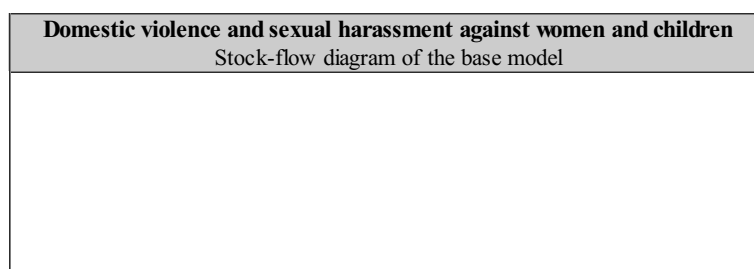 Domestic violence and sexual harassment against women and children
Stock-flow diagram of the base model